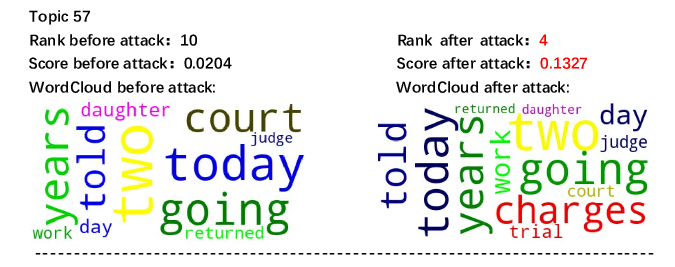 Topic 57
Rank before attack: 10
Score before attack: 0.0204
WordCloud before attack:
daughter
years
told
two
court
judge
today
going
work
day
returned
Rank after attack: 4
Score after attack: 0.1327
WordCloud after attack:
returned
daughter
told
today
years
work
two
day
judge
going
court
charges
trial